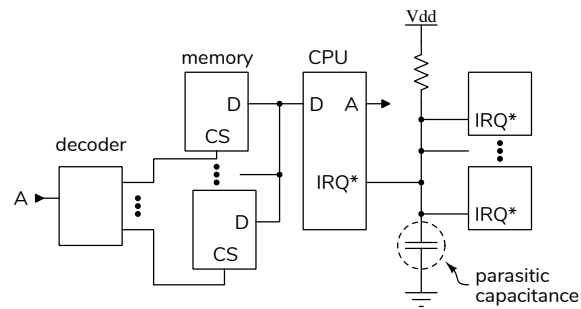 Vdd
memory
CPU
D
D
A
IRQ*
CS
decoder
A
IRQ*
D
CS
IRQ*
parasitic
capacitance